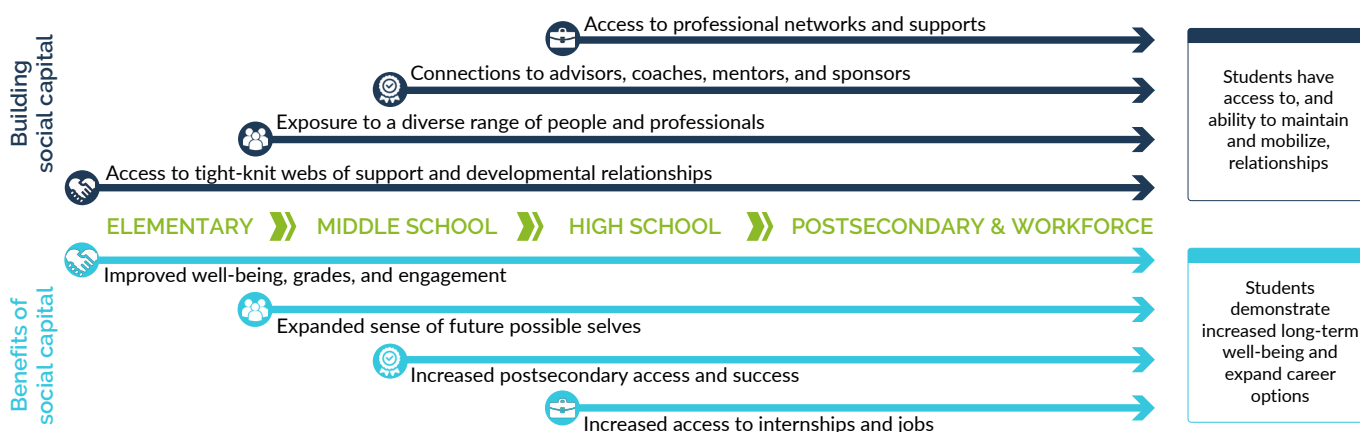 Building
social capital
Access to professional networks and supports
Connections to advisors, coaches, mentors, and sponsors
Exposure to a diverse range of people and professionals
Access to tight-knit webs of support and developmental relationships
Students have
access to, and
ability to maintain
and mobilize,
relationships
ELEMENTARY MIDDLE SCHOOL HIGH SCHOOL POSTSECONDARY & WORKFORCE
Benefits of
social capital
Improved well-being, grades, and engagement
Expanded sense of future possible selves
Increased postsecondary access and success
Increased access to internships and jobs
Students
demonstrate
increased long-term
well-being and
expand career
options